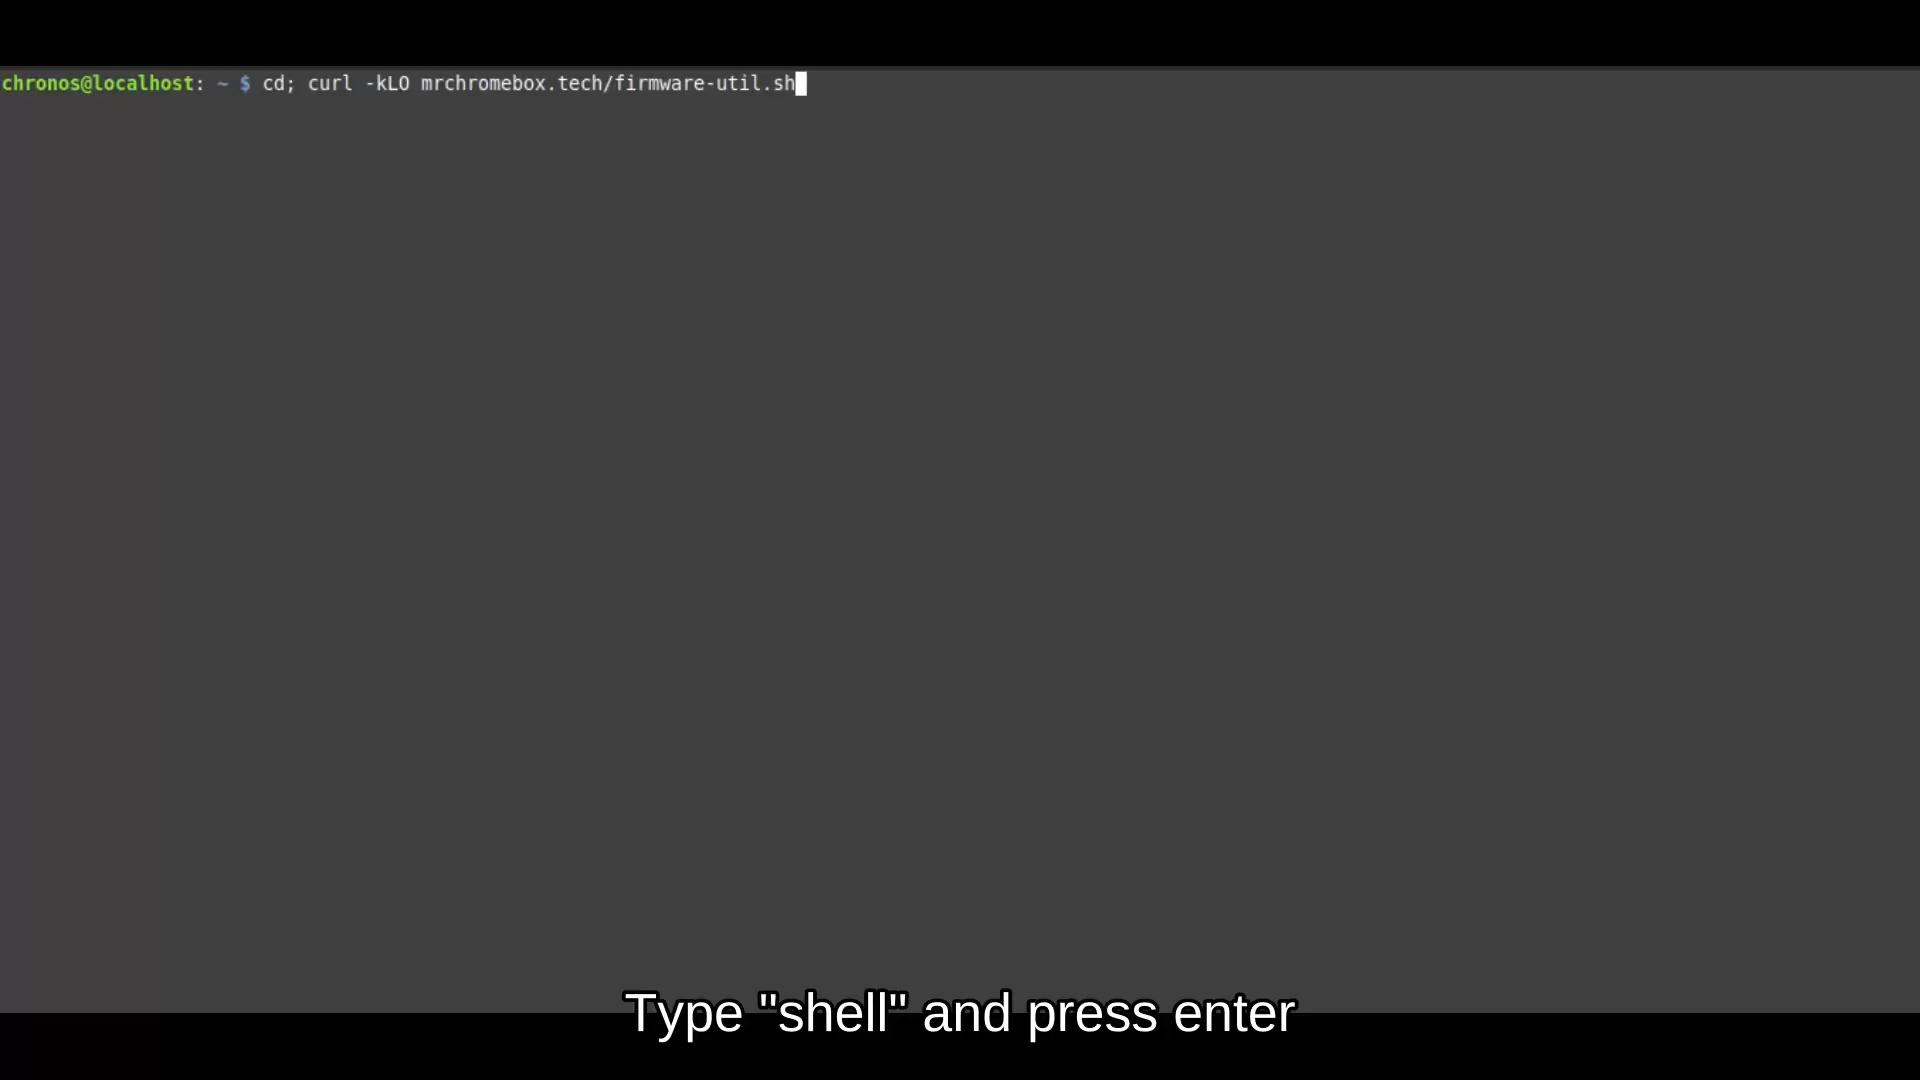 chronos@localhost: ~ $ cd; curl -kLO mrchromebox.tech/firmware-util.sh
Type "shell" and press enter